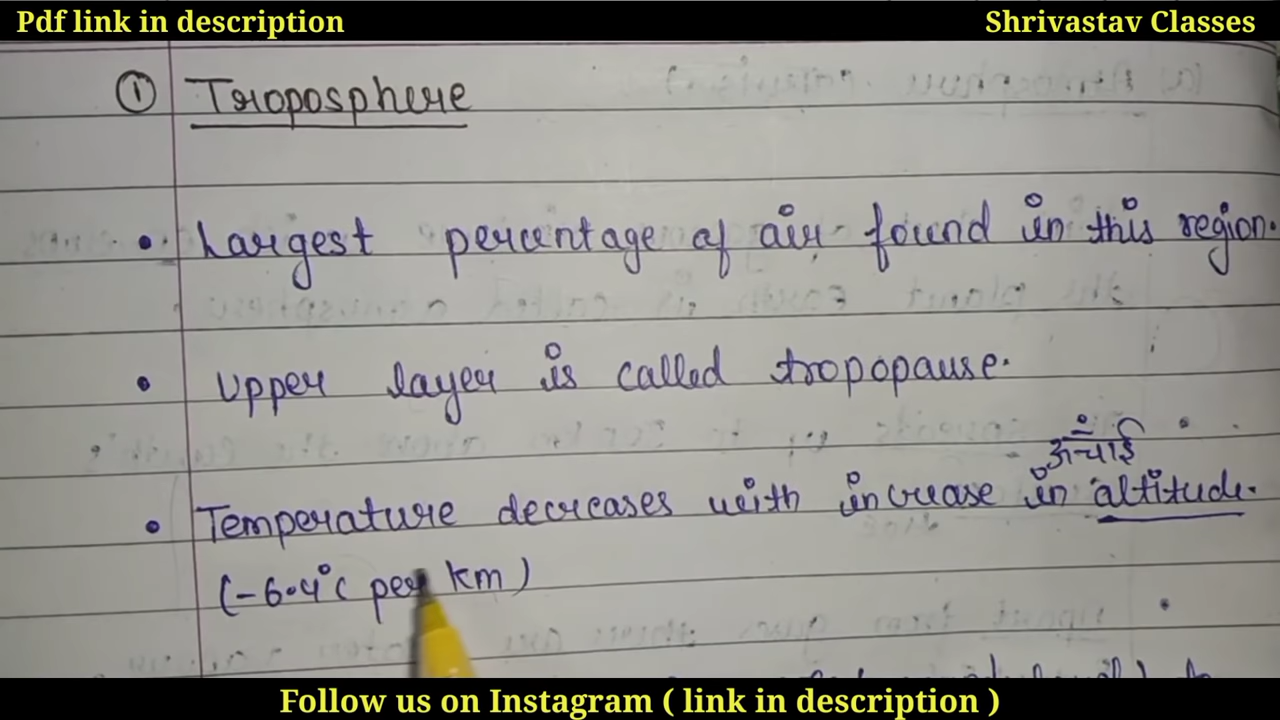 Pdf link in description
Shrivastav Classes
① Troposphere
• Largest percentage of air found in this region.
• Upper layer is called tropopause.
ऊँचाई
• Temperature decreases with increase in altitude.
(-6.4°C per km)
Follow us on Instagram ( link in description )